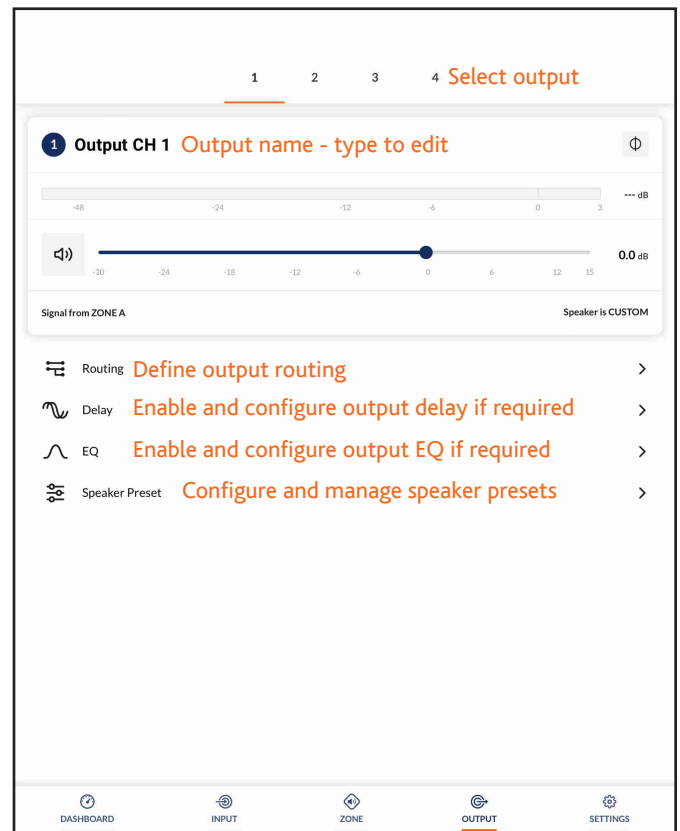 1 2 3 4 Select output
1 Output CH 1 Output name - type to edit
--- dB
-48 -24 -12 -6 0 3
0.0 dB
-30 -24 -18 -12 -6 0 6 12 15
Signal from ZONE A Speaker is CUSTOM
Routing Define output routing
Delay Enable and configure output delay if required
EQ Enable and configure output EQ if required
Speaker Preset Configure and manage speaker presets
DASHBOARD INPUT ZONE OUTPUT SETTINGS